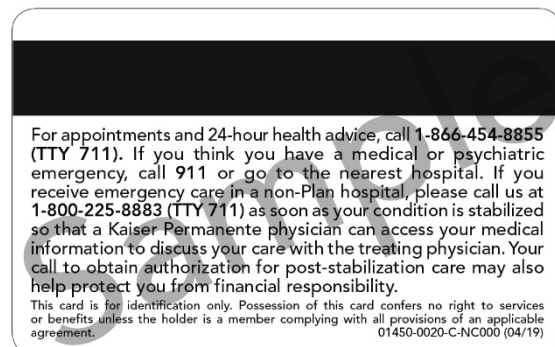 For appointments and 24-hour health advice, call 1-866-454-8855
(TTY 711). If you think you have a medical or psychiatric
emergency, call 911 or go to the nearest hospital. If you
receive emergency care in a non-Plan hospital, please call us at
1-800-225-8883 (TTY 711) as soon as your condition is stabilized
so that a Kaiser Permanente physician can access your medical
information to discuss your care with the treating physician. Your
call to obtain authorization for post-stabilization care may also
help protect you from financial responsibility.
This card is for identification only. Possession of this card confers no right to services
or benefits unless the holder is a member complying with all provisions of an applicable
agreement. 01450-0020-C-NC000 (04/19)
Sample